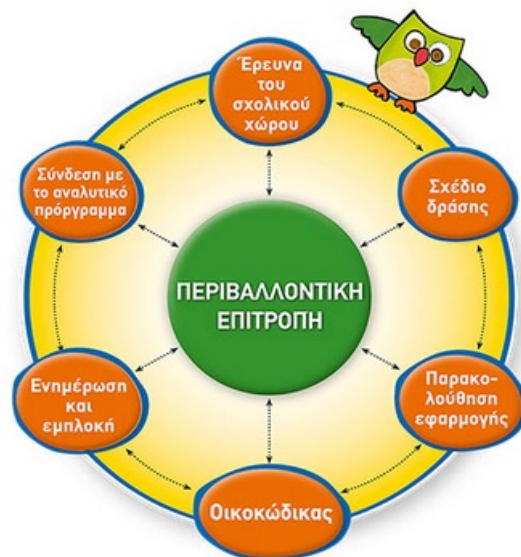 Έρευνα
του
σχολικού
χώρου
Σύνδεση με
το αναλυτικό
πρόργραμμα
Σχέδιο
δράσης
ΠΕΡΙΒΑΛΛΟΝΤΙΚΗ
ΕΠΙΤΡΟΠΗ
Ενημέρωση
και
εμπλοκή
Παρακο-
λούθηση
εφαρμογής
Οικοκώδικας